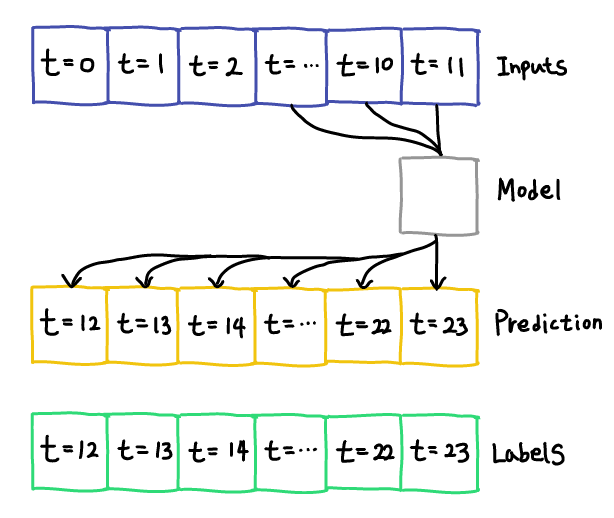 t=0 t=1 t=2 t=... t=10 t=11 Inputs
Model
t=12 t=13 t=14 t=... t=22 t=23 Prediction
t=12 t=13 t=14 t=... t=22 t=23 Labels